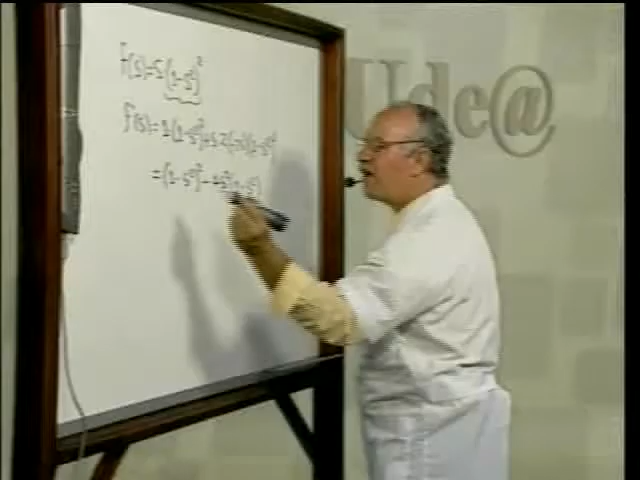 f(s)=s(1-s²)²
f'(s)=1(1-s²)²+s.2(-2s)(1-s²)
=(1-s²)²-4s²(1-s²)
Ude@